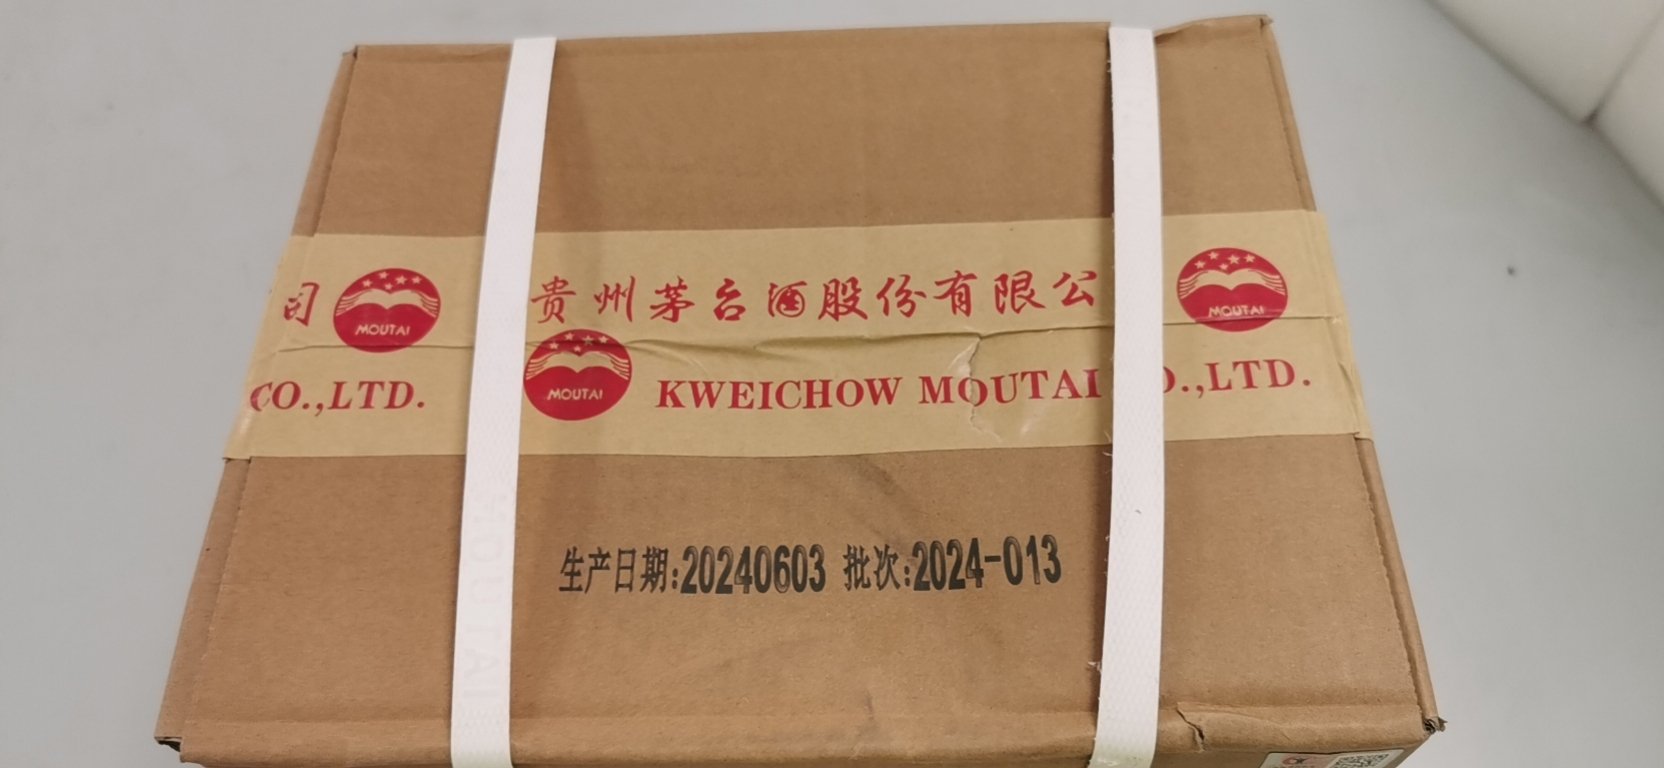 司 MOUTAI 贵州茅台酒股份有限公 MOUTAI
CO.,LTD. MOUTAI KWEICHOW MOUTAI O.,LTD.
生产日期:20240603 批次:2024-013
MOUTAI